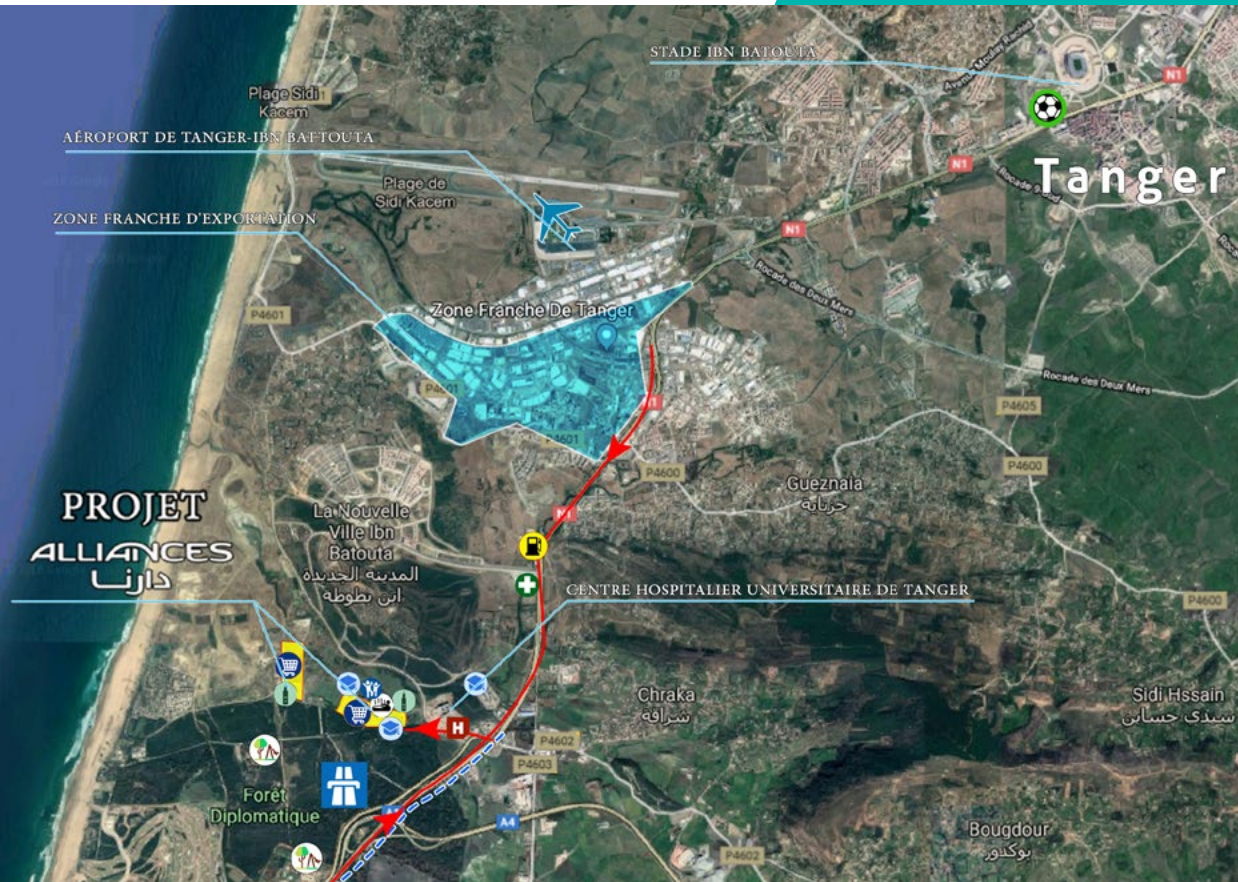 STADE IBN BATOUTA
Avenue Moulay Rachid
N1
Plage Sidi
Kacem
AÉROPORT DE TANGER-IBN BATTOUTA
N1
Tanger
Plage de
Sidi Kacem
ZONE FRANCHE D'EXPORTATION
N1
Rocade des Deux Mers
Zone Franche De Tanger
P4601
Rocade des Deux Mers
P4601
P4605
P4601
P4600
P4600
Gueznaia
جزناية
PROJET
ALLIANCES
دارنا
La Nouvelle
Ville Ibn
Batouta
المدينة الجديدة
ابن بطوطة
N1
CENTRE HOSPITALIER UNIVERSITAIRE DE TANGER
P4600
Chraka
شراقة
Sidi Hssain
سيدي حساين
H
P4602
P4603
Forêt
Diplomatique
A4
Bougdour
بوكدور
P4602